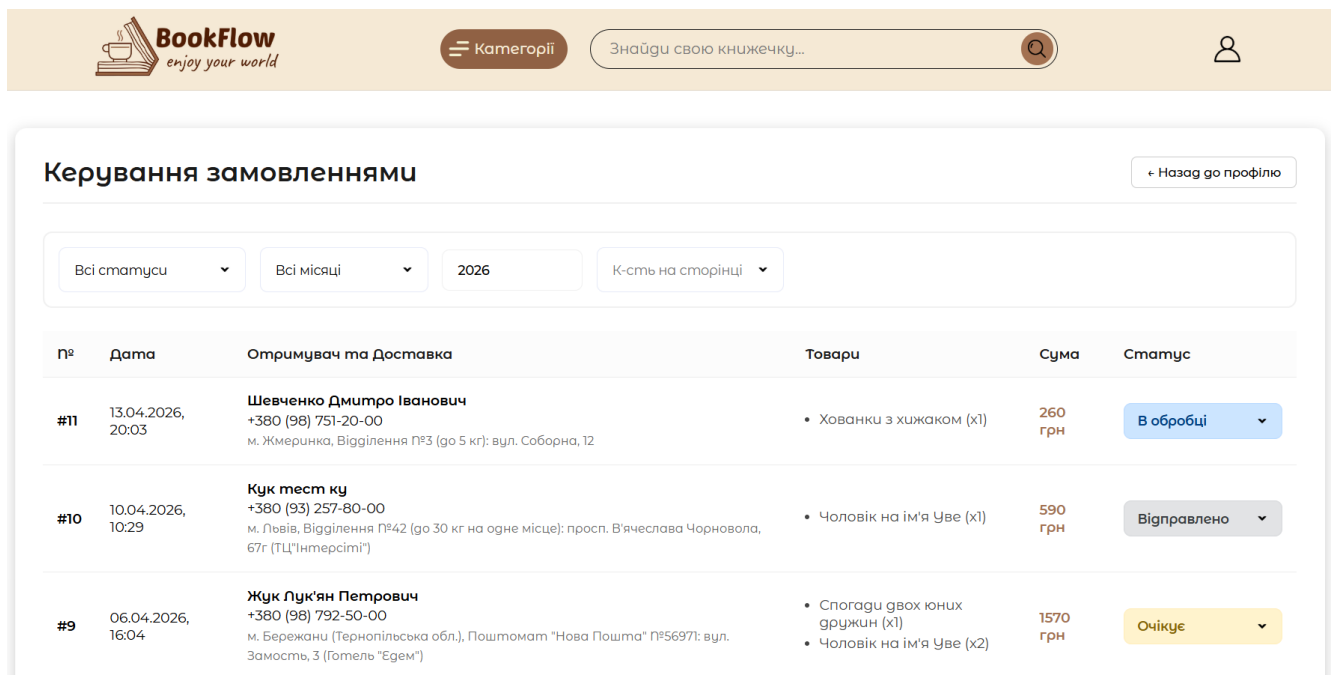 BookFlow
enjoy your world
Категорії
Знайди свою книжечку...
Керування замовленнями
← Назад до профілю
Всі статуси
Всі місяці
2026
К-сть на сторінці
№ Дата Отримувач та Доставка Товари Сума Статус
#11
13.04.2026,
20:03
Шевченко Дмитро Іванович
+380 (98) 751-20-00
м. Жмеринка, Відділення №3 (до 5 кг): вул. Соборна, 12
• Хованки з хижаком (x1)
260
грн
В обробці
#10
10.04.2026,
10:29
Кук тест ку
+380 (93) 257-80-00
м. Львів, Відділення №42 (до 30 кг на одне місце): просп. В'ячеслава Чорновола,
67г (ТЦ"Інтерсіті")
• Чоловік на ім'я Уве (x1)
590
грн
Відправлено
#9
06.04.2026,
16:04
Жук Лук'ян Петрович
+380 (98) 792-50-00
м. Бережани (Тернопільська обл.), Поштомат "Нова Пошта" №56971: вул.
Замость, 3 (Готель "Едем")
• Спогади двох юних
дружин (x1)
• Чоловік на ім'я Уве (x2)
1570
грн
Очікує